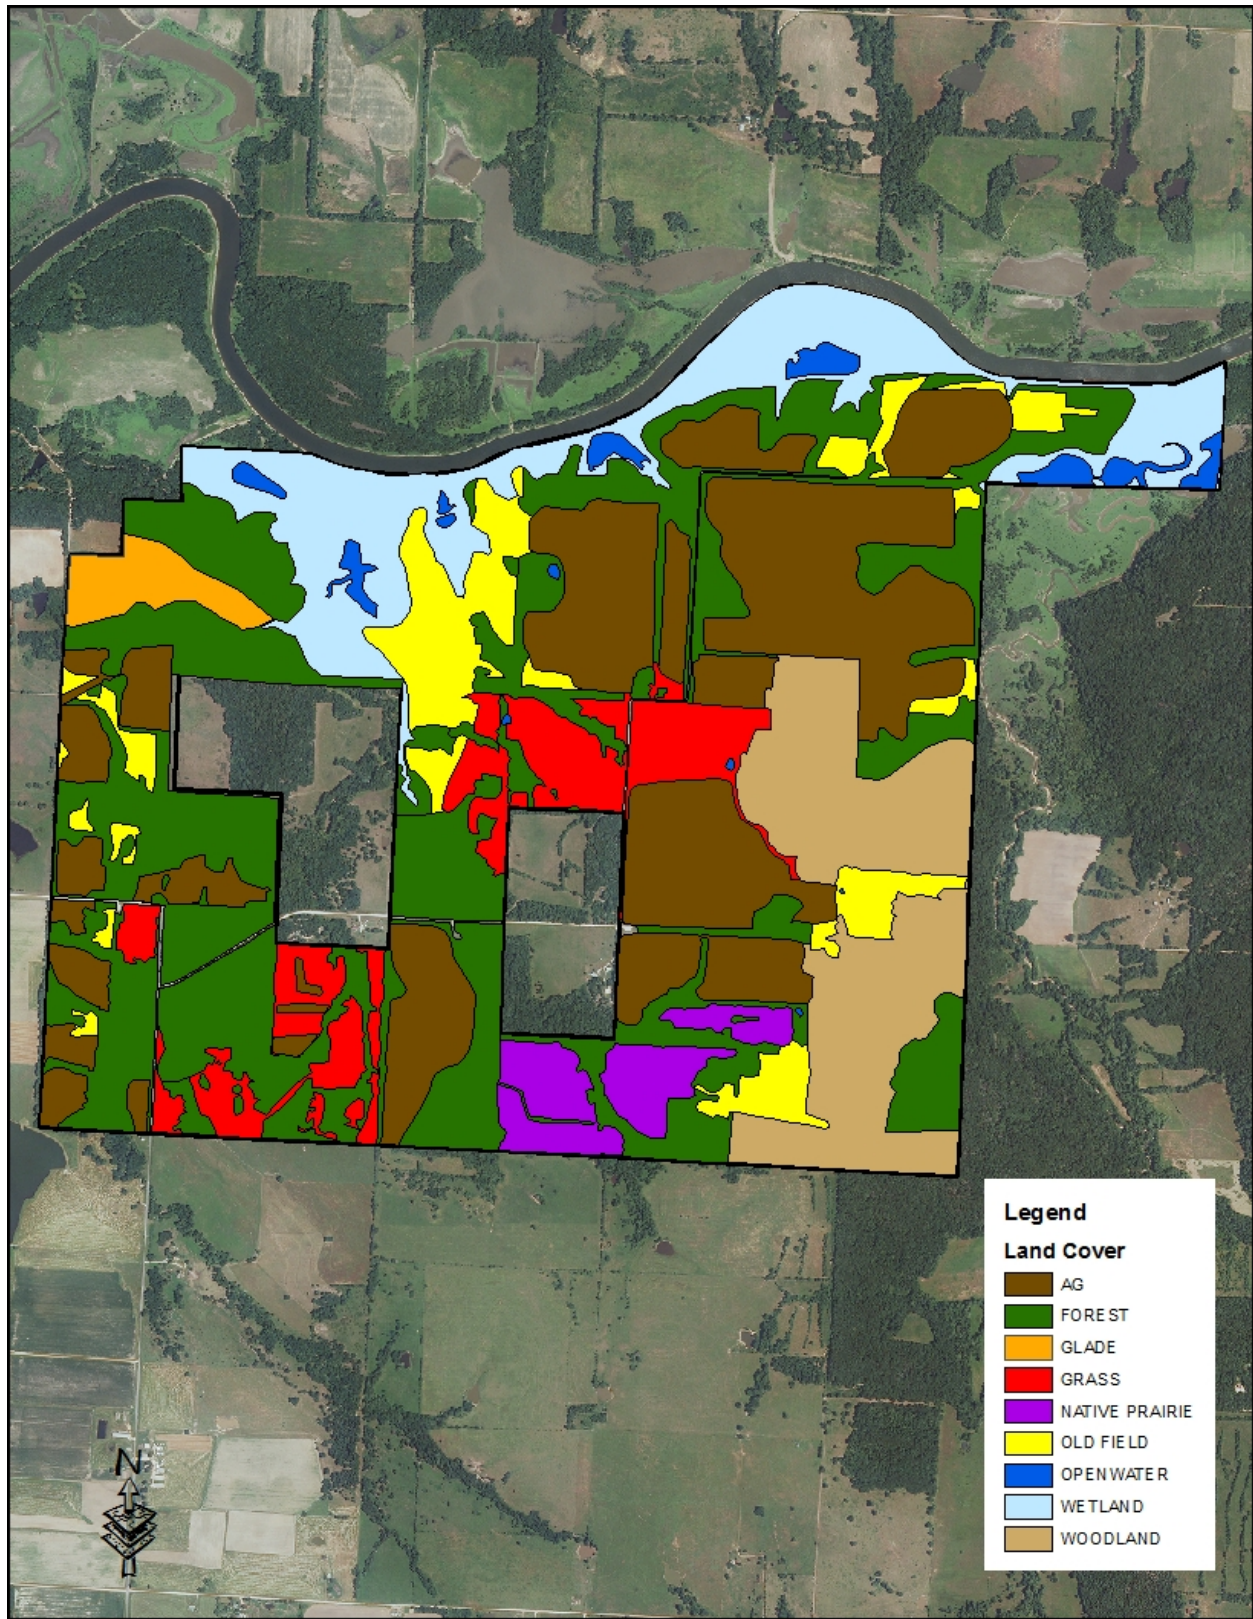 Legend
Land Cover
AG
FOREST
GLADE
GRASS
NATIVE PRAIRIE
OLD FIELD
OPENWATER
WETLAND
WOODLAND
N